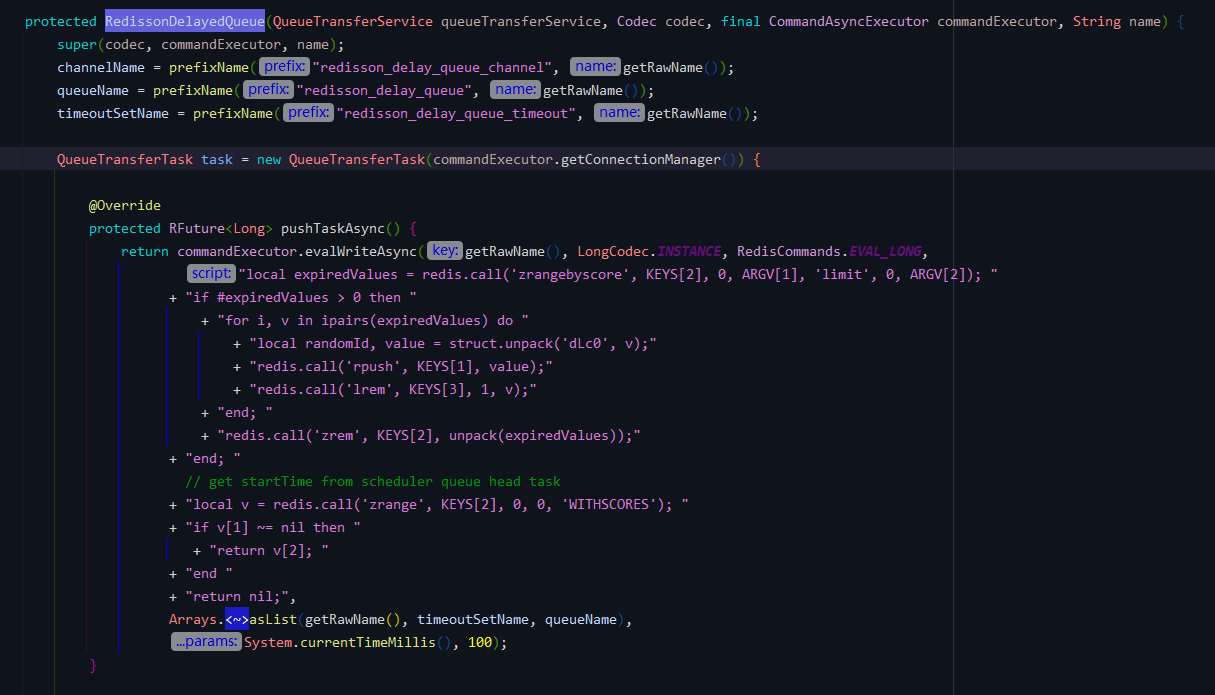 protected RedissonDelayedQueue(QueueTransferService queueTransferService, Codec codec, final CommandAsyncExecutor commandExecutor, String name) {
super(codec, commandExecutor, name);
channelName = prefixName( prefix: "redisson_delay_queue_channel", name: getRawName());
queueName = prefixName( prefix: "redisson_delay_queue", name: getRawName());
timeoutSetName = prefixName( prefix: "redisson_delay_queue_timeout", name: getRawName());
QueueTransferTask task = new QueueTransferTask(commandExecutor.getConnectionManager()) {
@Override
protected RFuture<Long> pushTaskAsync() {
return commandExecutor.evalWriteAsync( key: getRawName(), LongCodec.INSTANCE, RedisCommands.EVAL_LONG,
script: "local expiredValues = redis.call('zrangebyscore', KEYS[2], 0, ARGV[1], 'limit', 0, ARGV[2]); "
+ "if #expiredValues > 0 then "
+ "for i, v in ipairs(expiredValues) do "
+ "local randomId, value = struct.unpack('dLc0', v);"
+ "redis.call('rpush', KEYS[1], value);"
+ "redis.call('lrem', KEYS[3], 1, v);"
+ "end; "
+ "redis.call('zrem', KEYS[2], unpack(expiredValues));"
+ "end; "
// get startTime from scheduler queue head task
+ "local v = redis.call('zrange', KEYS[2], 0, 0, 'WITHSCORES'); "
+ "if v[1] ~= nil then "
+ "return v[2]; "
+ "end "
+ "return nil;",
Arrays.<~>asList(getRawName(), timeoutSetName, queueName),
...params: System.currentTimeMillis(), 100);
}